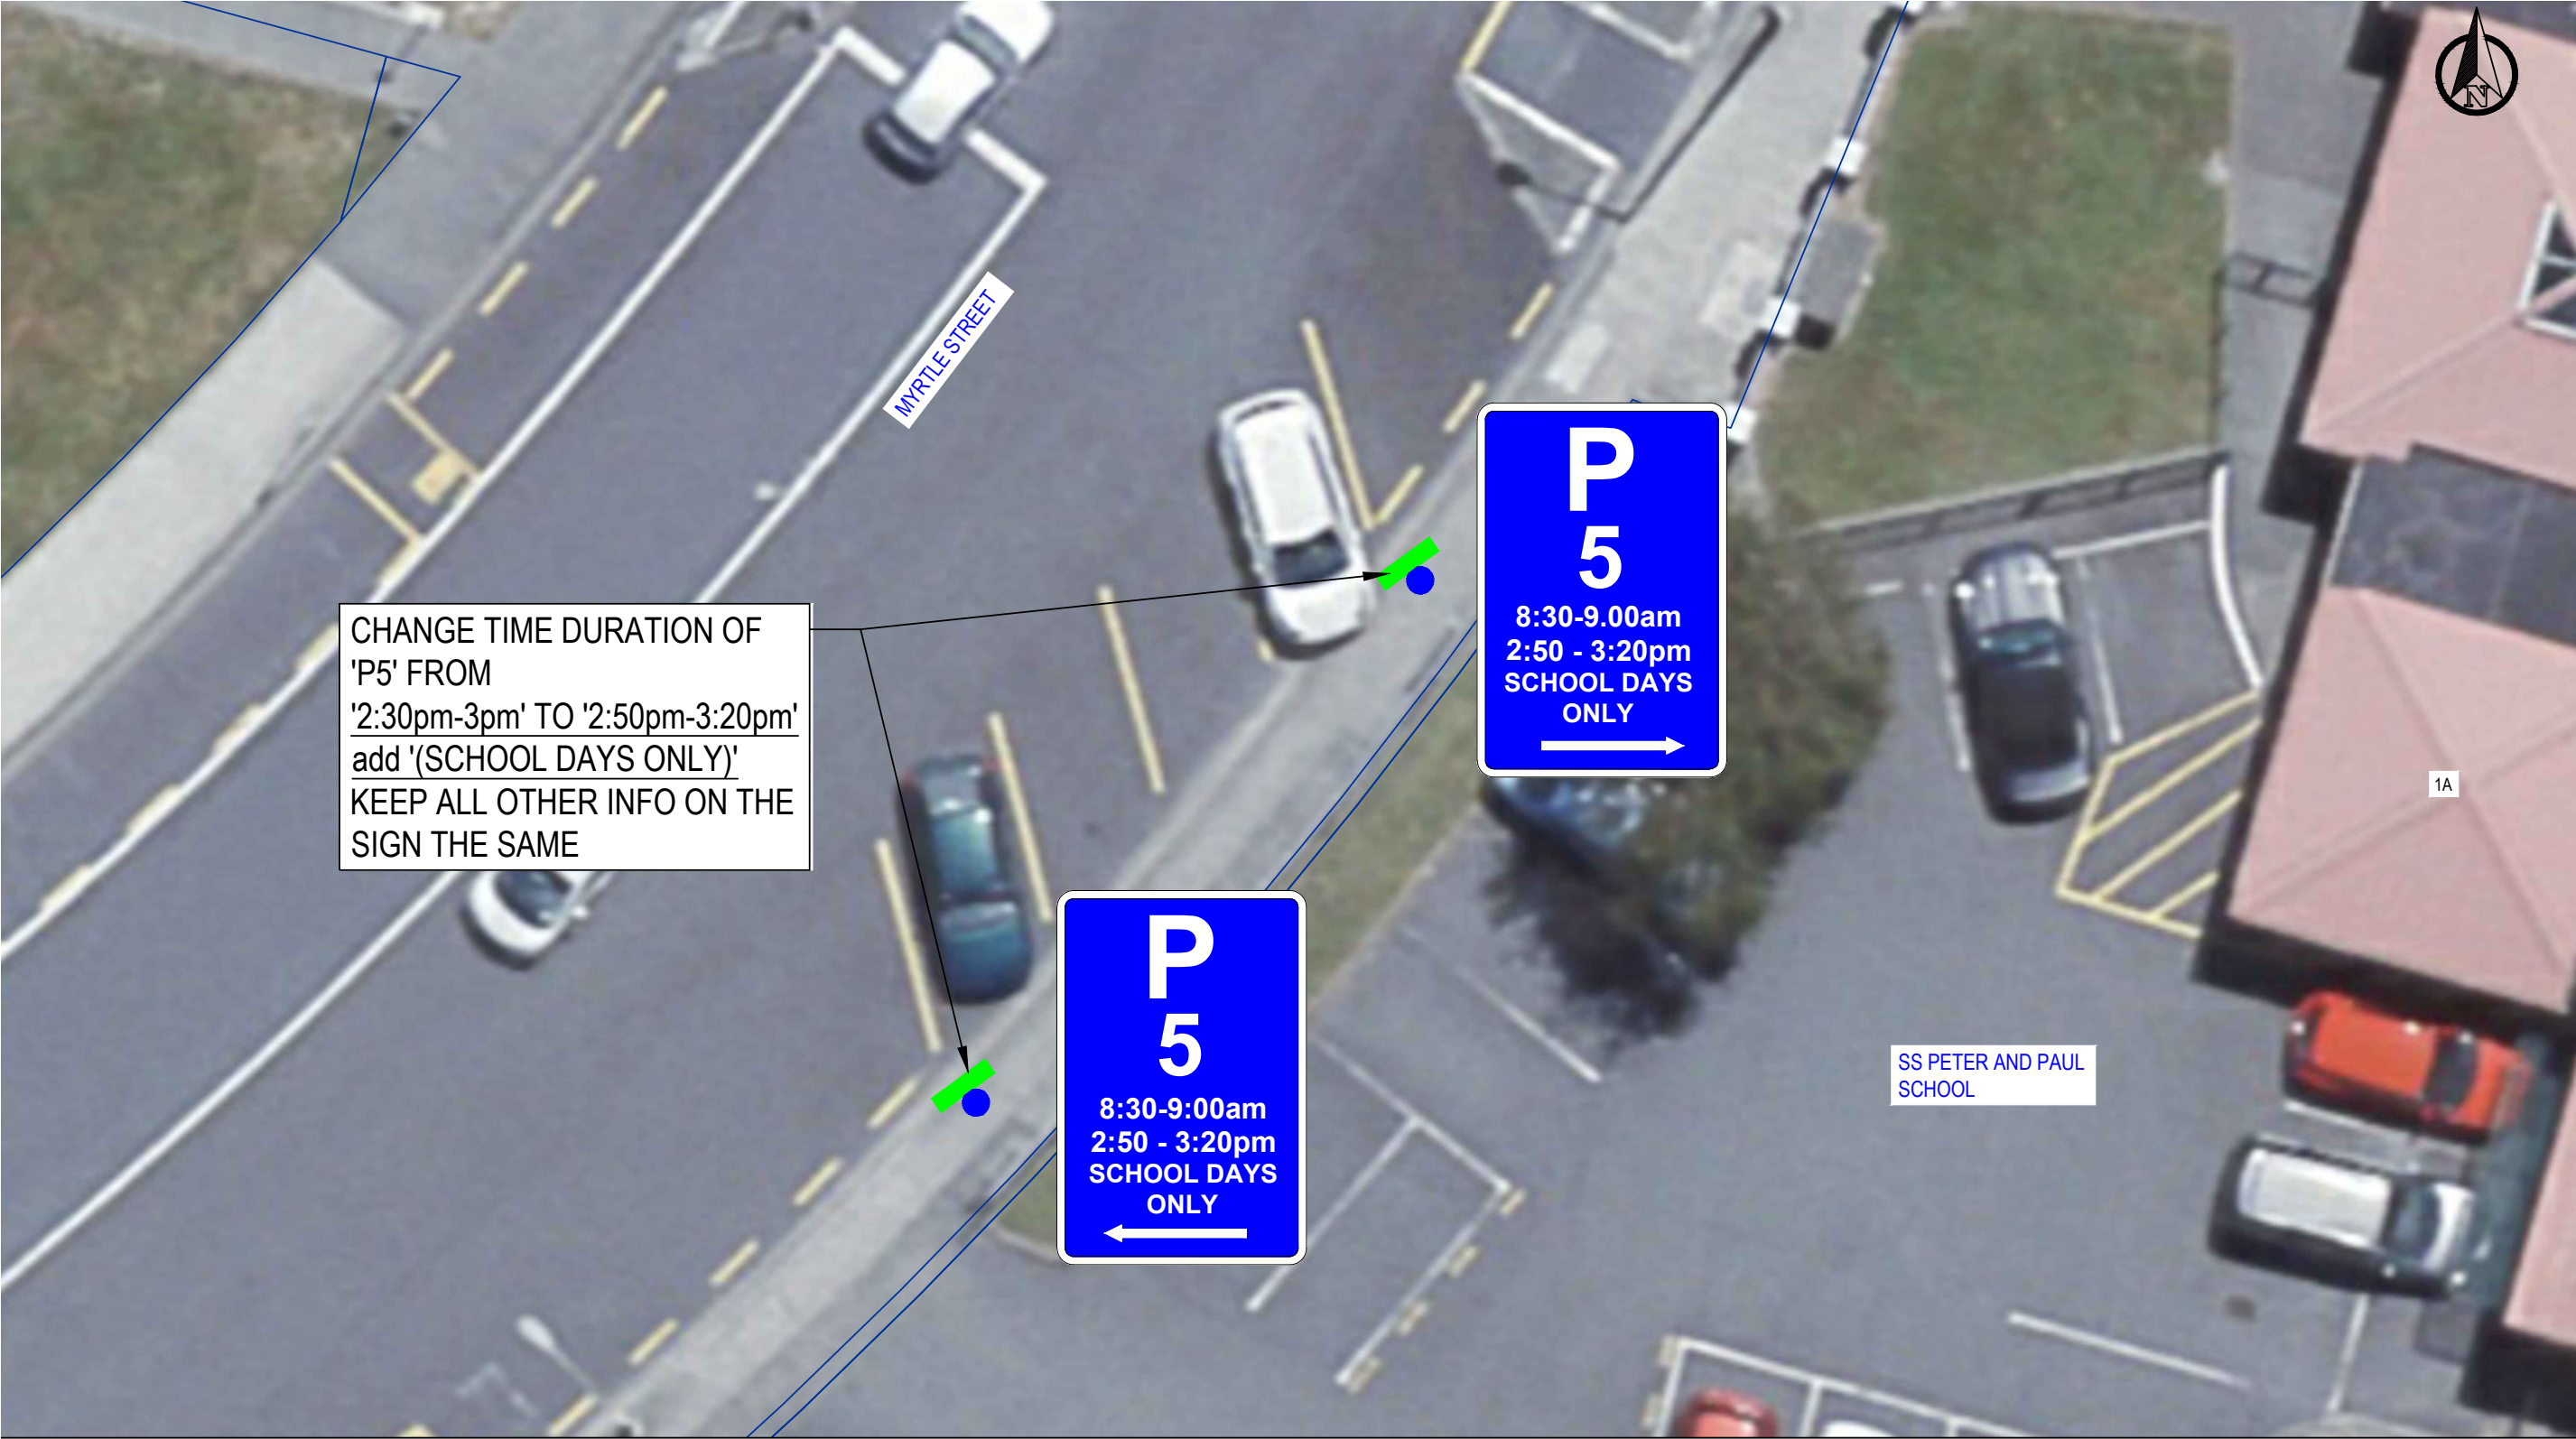 N
MYRTLE STREET
P
5
8:30-9.00am
2:50 - 3:20pm
SCHOOL DAYS
ONLY
CHANGE TIME DURATION OF
'P5' FROM
'2:30pm-3pm' TO '2:50pm-3:20pm'
add '(SCHOOL DAYS ONLY)'
KEEP ALL OTHER INFO ON THE
SIGN THE SAME
1A
P
5
8:30-9:00am
2:50 - 3:20pm
SCHOOL DAYS
ONLY
SS PETER AND PAUL
SCHOOL